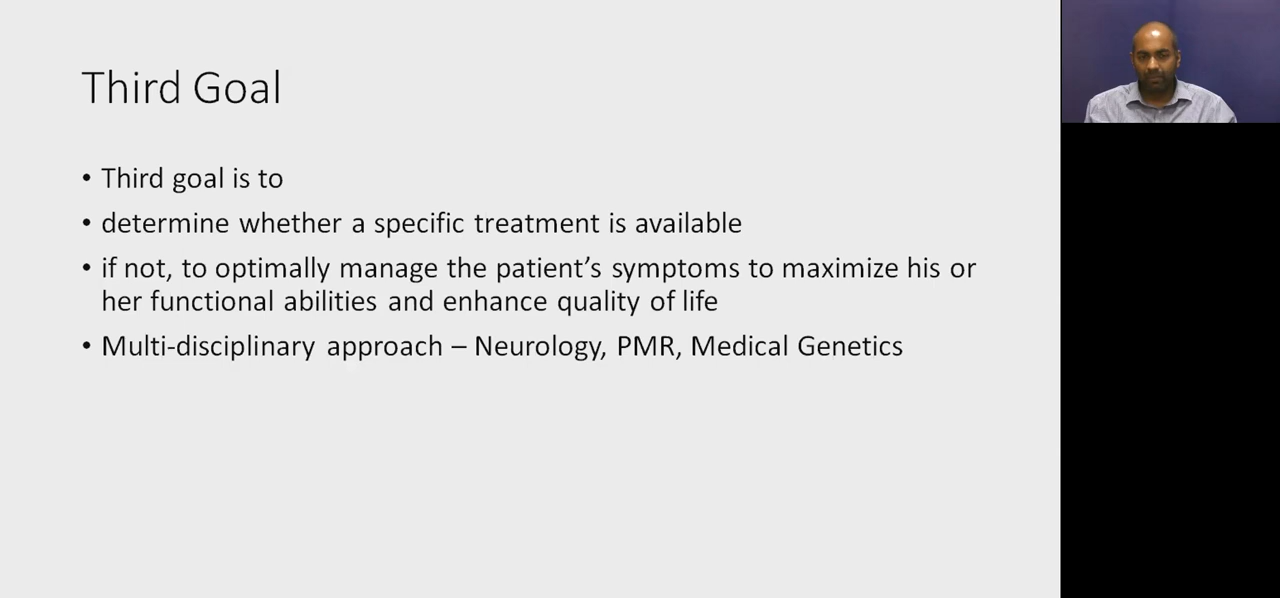 Third Goal
• Third goal is to
• determine whether a specific treatment is available
• if not, to optimally manage the patient’s symptoms to maximize his or
her functional abilities and enhance quality of life
• Multi-disciplinary approach – Neurology, PMR, Medical Genetics